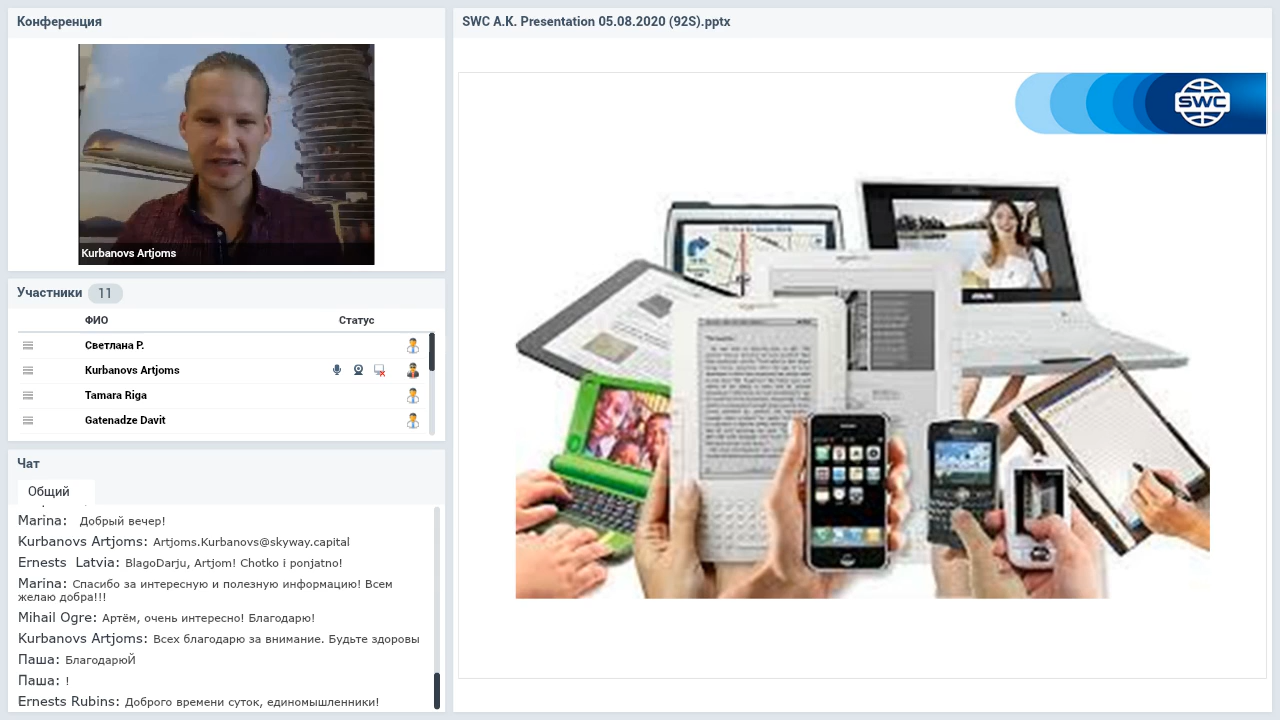 Конференция
Kurbanovs Artjoms
Участники 11
ФИО Статус
Светлана Р.
Kurbanovs Artjoms
Tamara Riga
Gatenadze Davit
Чат
Общий
Marina: Добрый вечер!
Kurbanovs Artjoms: Artjoms.Kurbanovs@skyway.capital
Ernests Latvia: BlagoDarju, Artjom! Chotko i ponjatno!
Marina: Спасибо за интересную и полезную информацию! Всем
желаю добра!!!
Mihail Ogre: Артём, очень интересно! Благодарю!
Kurbanovs Artjoms: Всех благодарю за внимание. Будьте здоровы
Паша: БлагодарюЙ
Паша: !
Ernests Rubins: Доброго времени суток, единомышленники!
SWC A.K. Presentation 05.08.2020 (92S).pptx
SWC